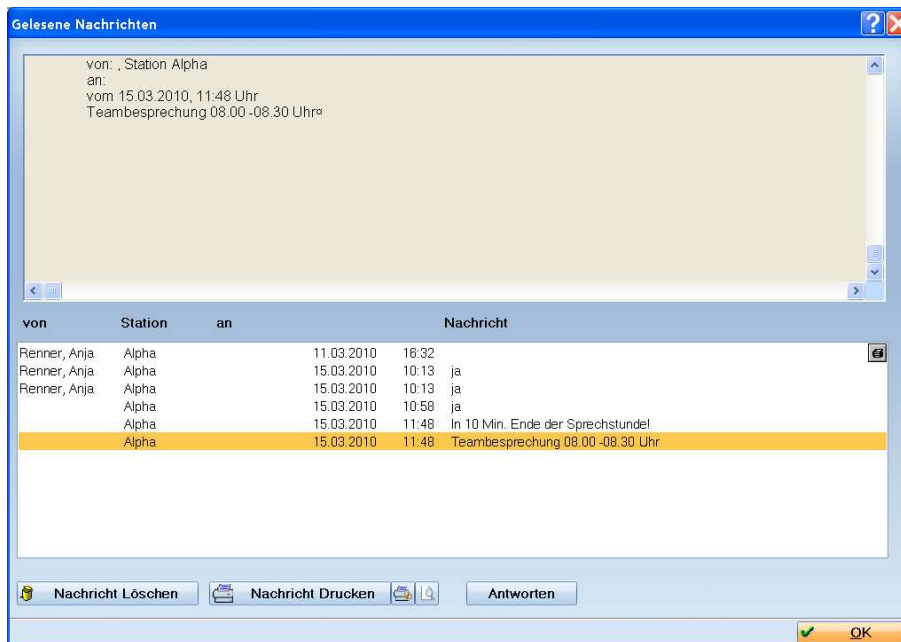 Gelesene Nachrichten
von: , Station Alpha
an:
vom 15.03.2010, 11:48 Uhr
Teambesprechung 08.00 -08.30 Uhr¤
von Station an Nachricht
Renner, Anja Alpha 11.03.2010 16:32
Renner, Anja Alpha 15.03.2010 10:13 ja
Renner, Anja Alpha 15.03.2010 10:13 ja
Alpha 15.03.2010 10:58 ja
Alpha 15.03.2010 11:48 In 10 Min. Ende der Sprechstunde!
Alpha 15.03.2010 11:48 Teambesprechung 08.00 -08.30 Uhr
Nachricht Löschen Nachricht Drucken Antworten
OK